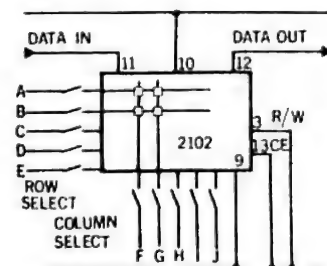 DATA IN
DATA OUT
11
10
12
A
B
C
D
E
2102
3
R/W
13
CE
9
ROW
SELECT
COLUMN
SELECT
F
G
H
I
J